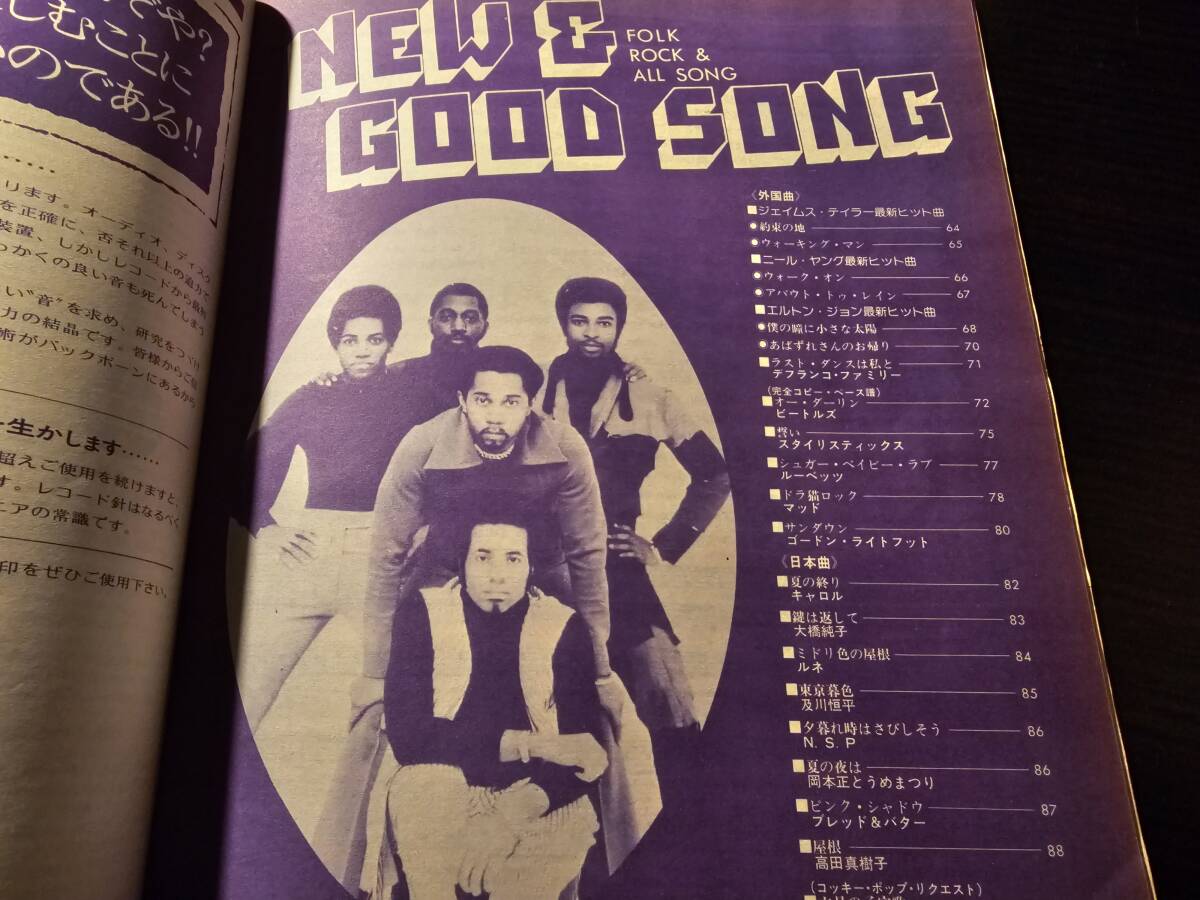 でや?
しむことに
のである!!
ります。オーディオ、ディスク
を正確に、否それ以上の迫力で
装置、しかしレコードから最初
っかくの良い音も死んでしまう
い"音"を求め、研究をつづけ
力の結晶です。皆様からご信
術がバックボーンにあるから
生かします……
超えご使用を続けますと、
す。レコード針はなるべく
ニアの常識です。
印をぜひご使用下さい。
NEW &
GOOD SONG
FOLK
ROCK &
ALL SONG
《外国曲》
■ジェイムス・テイラー最新ヒット曲
●約束の地 64
●ウォーキング・マン 65
■ニール・ヤング最新ヒット曲
●ウォーク・オン 66
●アバウト・トゥ・レイン 67
■エルトン・ジョン最新ヒット曲
●僕の瞳に小さな太陽 68
●あばずれさんのお帰り 70
■ラスト・ダンスは私と 71
デフランコ・ファミリー
(完全コピー・ベース譜)
■オー・ダーリン 72
ビートルズ
■誓い 75
スタイリスティックス
■シュガー・ベイビー・ラブ 77
ルーベッツ
■ドラ猫ロック 78
マッド
■サンダウン 80
ゴードン・ライトフット
《日本曲》
■夏の終り 82
キャロル
■鍵は返して 83
大橋純子
■ミドリ色の屋根 84
ルネ
■東京暮色 85
及川恒平
■夕暮れ時はさびしそう 86
N. S. P
■夏の夜は 86
岡本正とうめまつり
■ピンク・シャドウ 87
ブレッド&バター
■屋根 88
高田真樹子
(コッキー・ポップ・リクエスト)